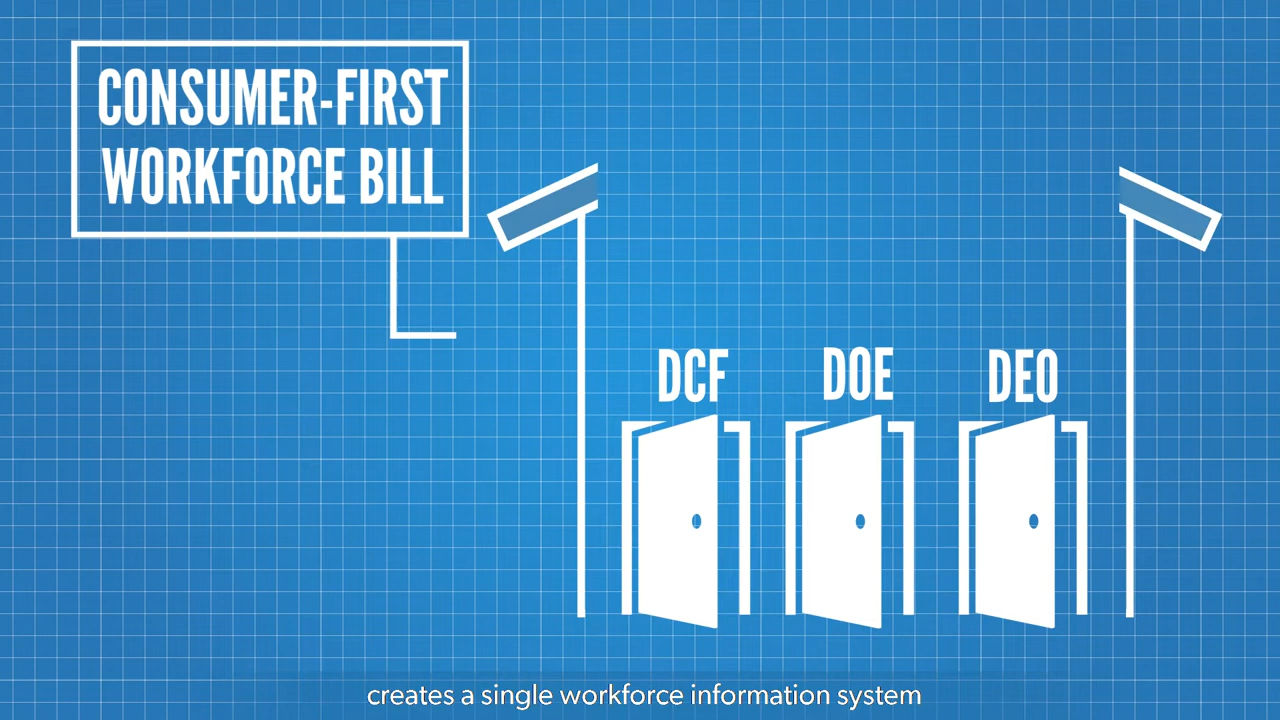 CONSUMER-FIRST
WORKFORCE BILL
DCF DOE DEO
creates a single workforce information system